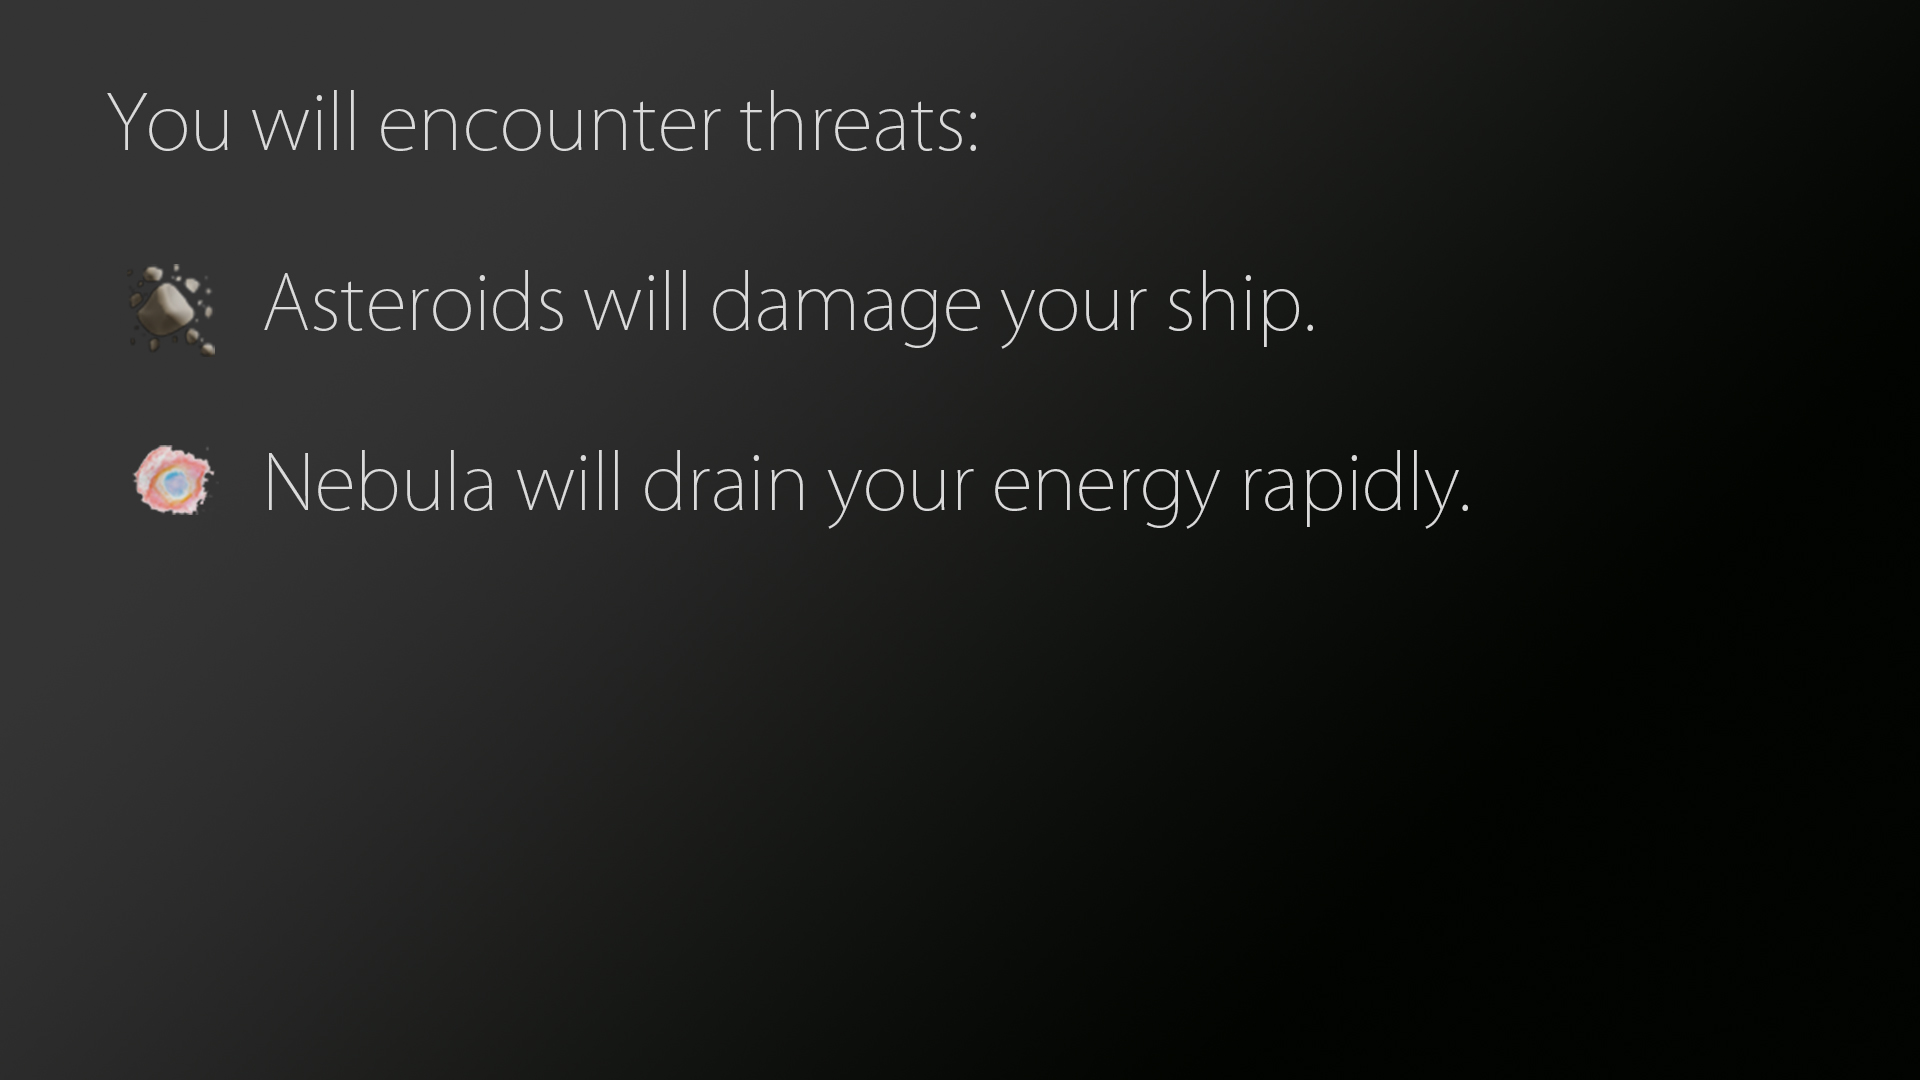 You will encounter threats:
Asteroids will damage your ship.
Nebula will drain your energy rapidly.